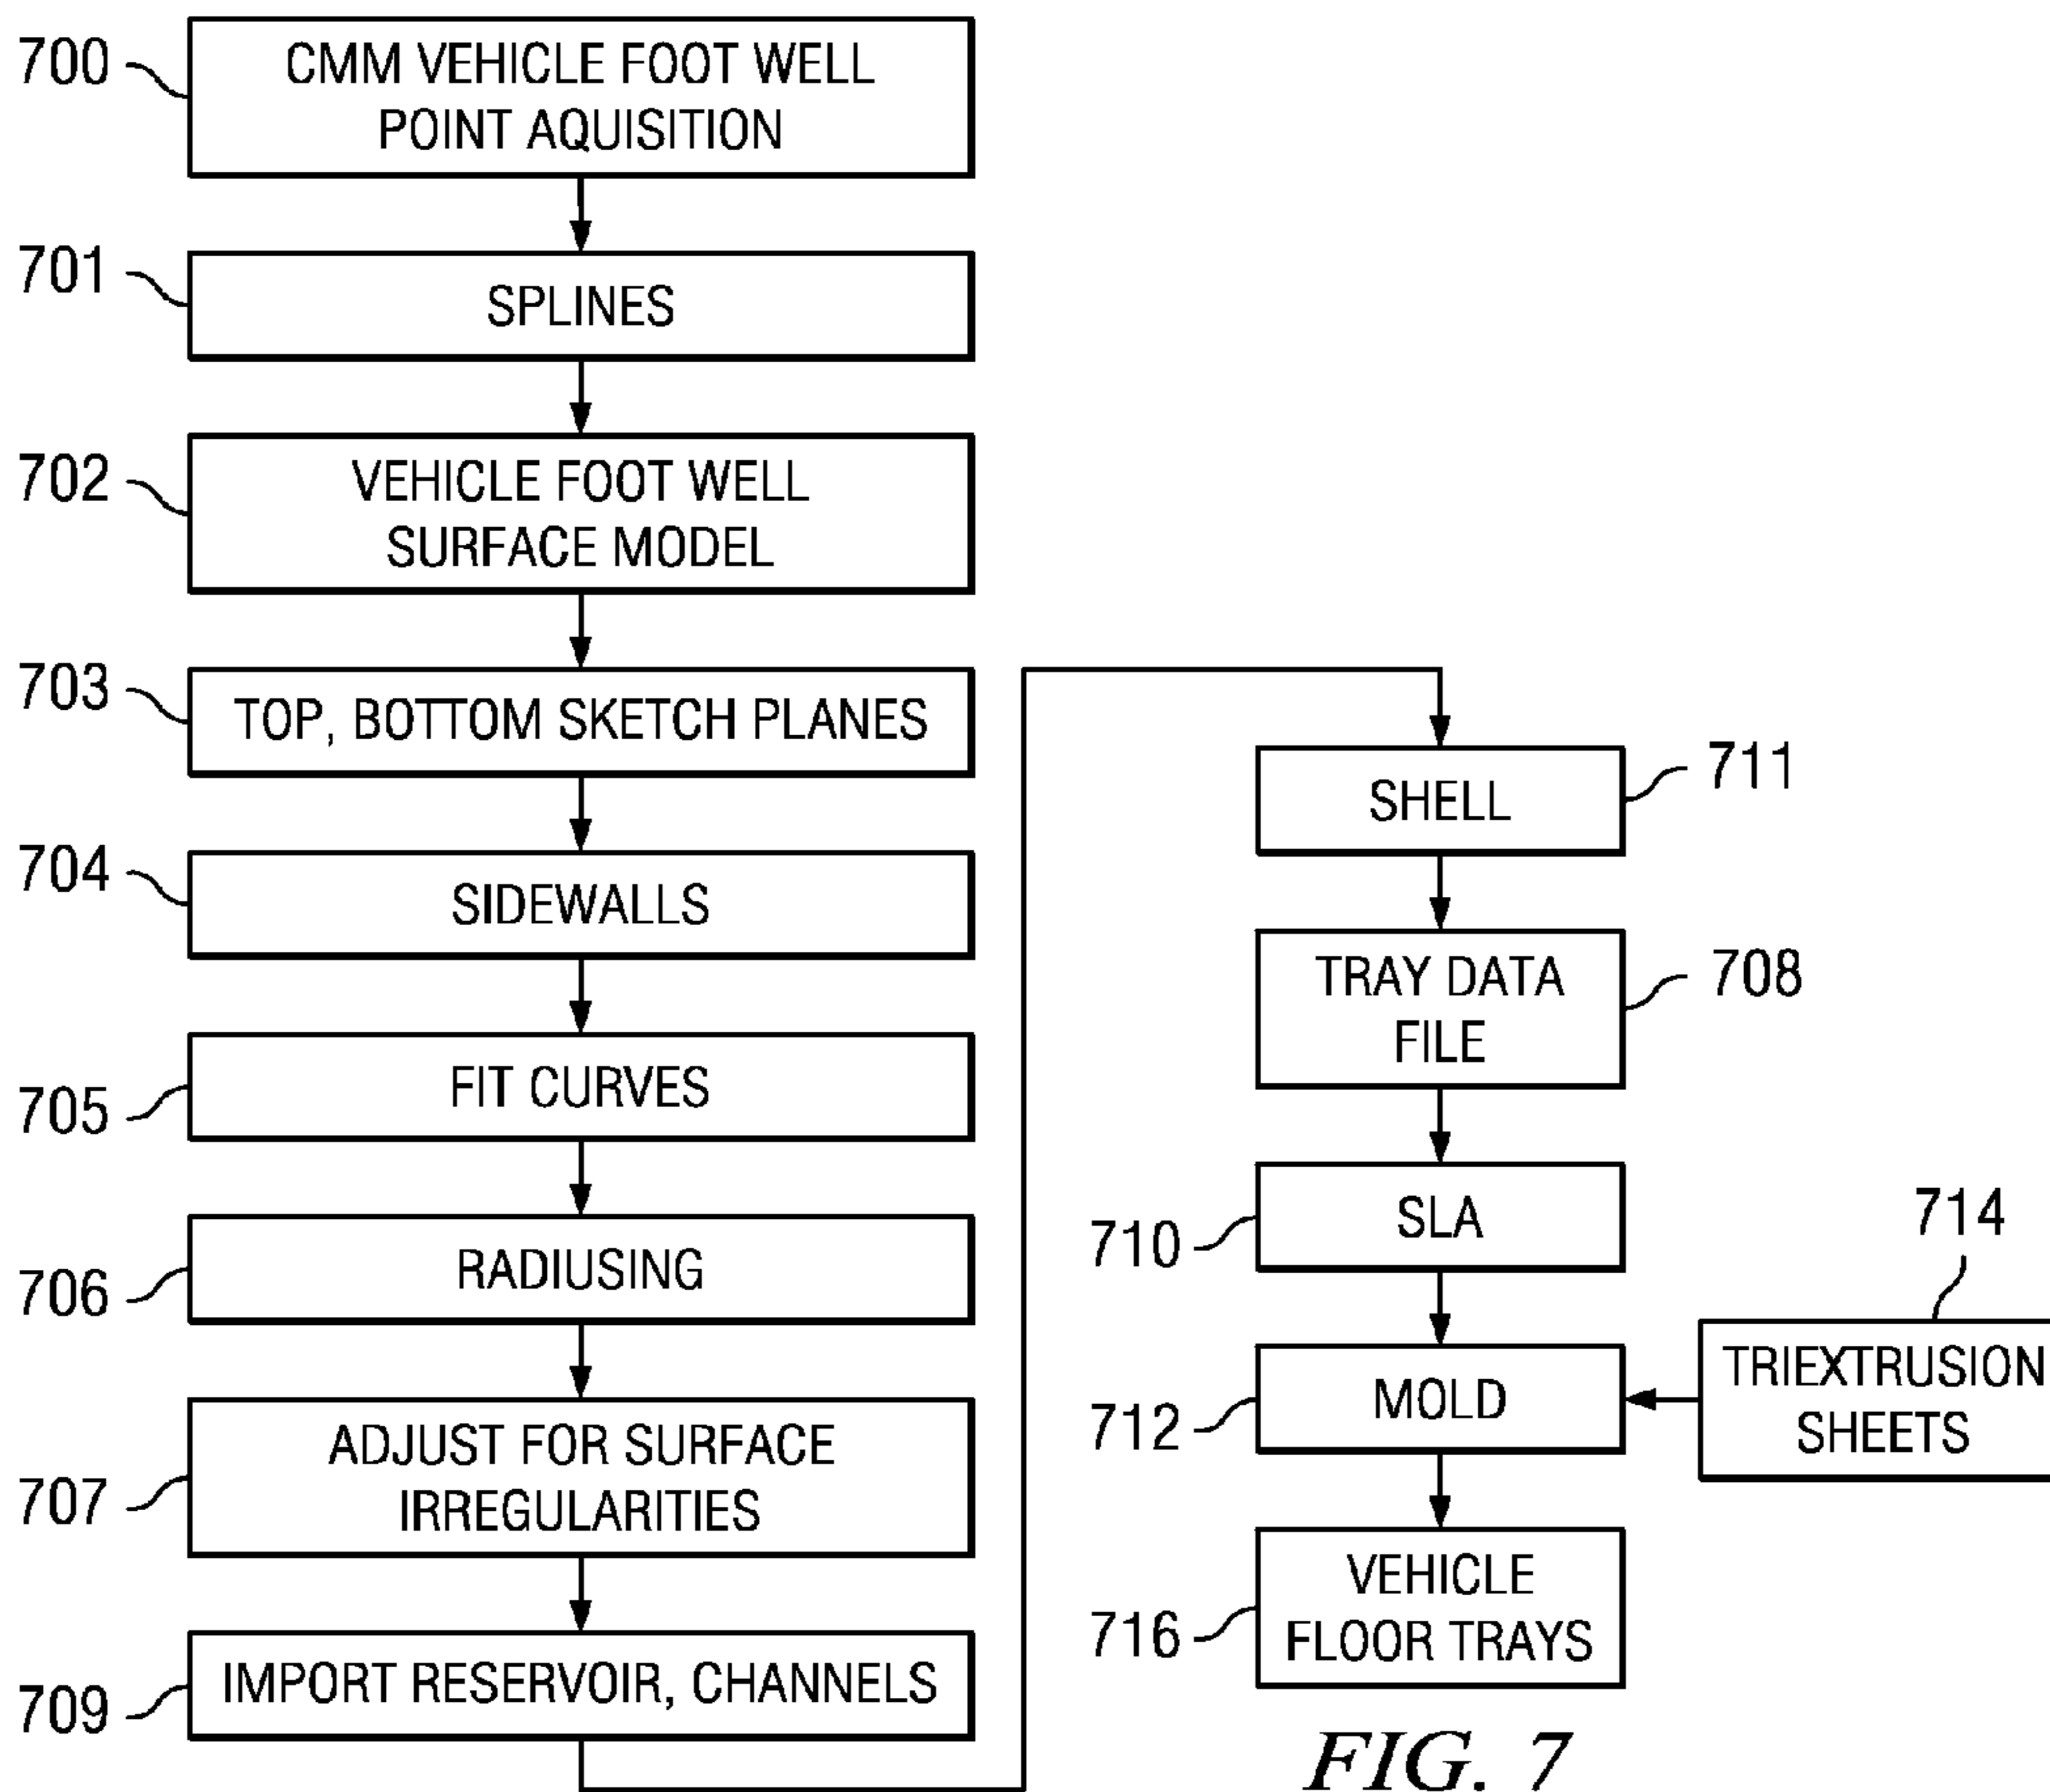 700
CMM VEHICLE FOOT WELL
POINT AQUISITION
701
SPLINES
702
VEHICLE FOOT WELL
SURFACE MODEL
703
TOP, BOTTOM SKETCH PLANES
704
SIDEWALLS
705
FIT CURVES
706
RADIUSING
707
ADJUST FOR SURFACE
IRREGULARITIES
709
IMPORT RESERVOIR, CHANNELS
SHELL
711
TRAY DATA
FILE
708
710
SLA
712
MOLD
714
TRIEXTRUSION
SHEETS
716
VEHICLE
FLOOR TRAYS
FIG. 7